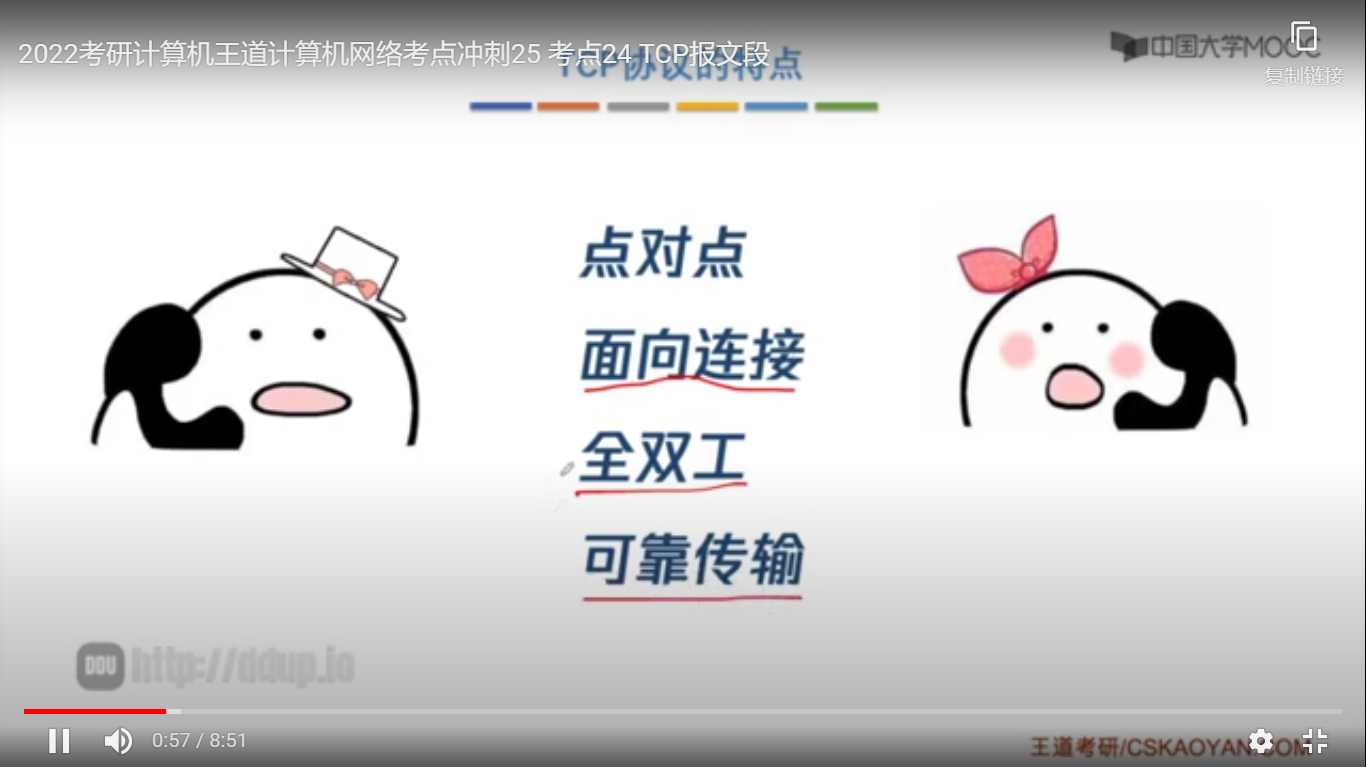 2022考研计算机王道计算机网络考点冲刺25 考点24 TCP报文段
TCP协议的特点
中国大学MOOC
复制链接
点对点
面向连接
全双工
可靠传输
DDU http://ddup.io
0:57 / 8:51
王道考研/CSKAOYAN.COM